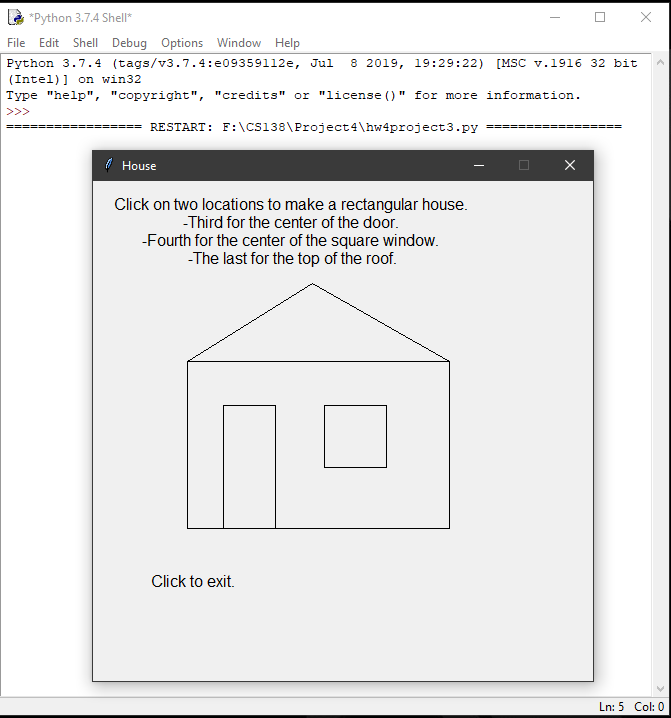 *Python 3.7.4 Shell*
File Edit Shell Debug Options Window Help
Python 3.7.4 (tags/v3.7.4:e09359112e, Jul  8 2019, 19:29:22) [MSC v.1916 32 bit
(Intel)] on win32
Type "help", "copyright", "credits" or "license()" for more information.
>>>
================= RESTART: F:\CS138\Project4\hw4project3.py =================
House
Click on two locations to make a rectangular house.
-Third for the center of the door.
-Fourth for the center of the square window.
-The last for the top of the roof.
Click to exit.
Ln: 5 Col: 0